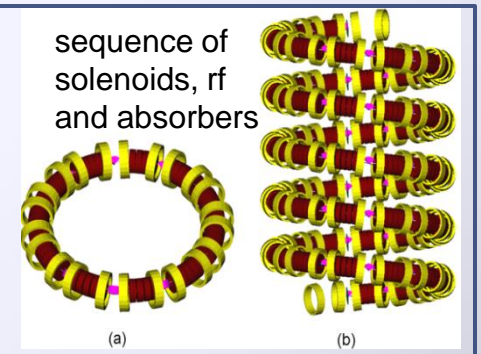 sequence of
solenoids, rf
and absorbers
(a)
(b)